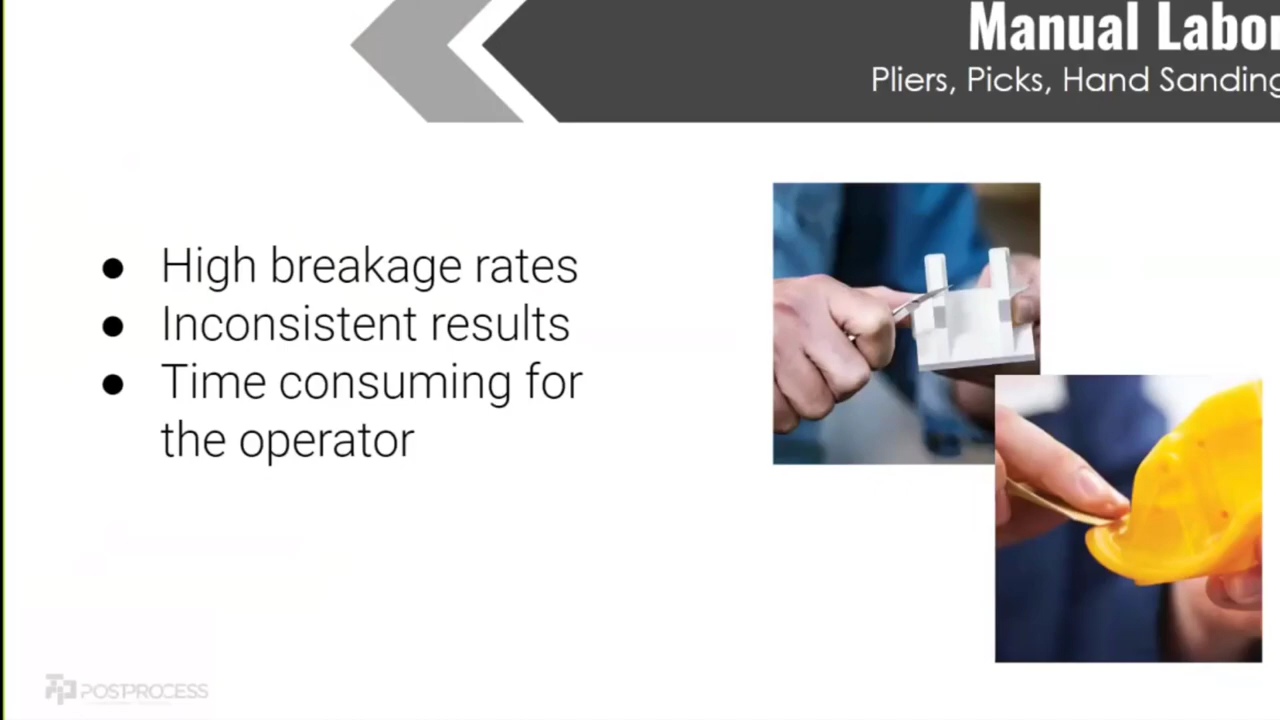 Manual Labor
Pliers, Picks, Hand Sanding
● High breakage rates
● Inconsistent results
● Time consuming for
the operator
POSTPROCESS